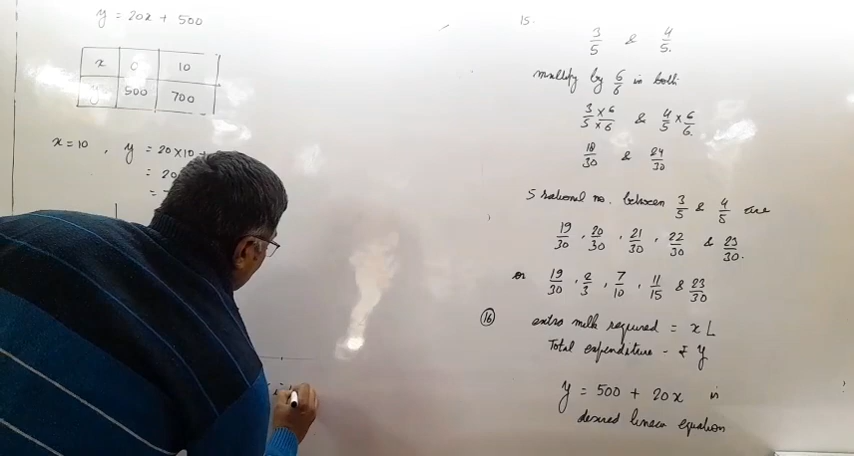 y = 20x + 500
x 0 10
y 500 700
x = 10 , y = 20 × 10
= 20
=
15.
3/5 & 4/5.
multiply by 6/6 in both
3/5 × 6/6 & 4/5 × 6/6.
18/30 & 24/30
5 rational no. between 3/5 & 4/5 are
19/30 , 20/30 , 21/30 , 22/30 & 23/30.
or 19/30 , 2/3 , 7/10 , 11/15 & 23/30
16 extra milk required = x L
Total expenditure - ₹ y
y = 500 + 20x is
desired linear equation